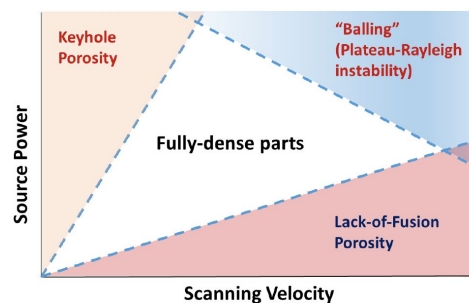 Keyhole
Porosity
“Balling”
(Plateau-Rayleigh
instability)
Fully-dense parts
Lack-of-Fusion
Porosity
Source Power
Scanning Velocity